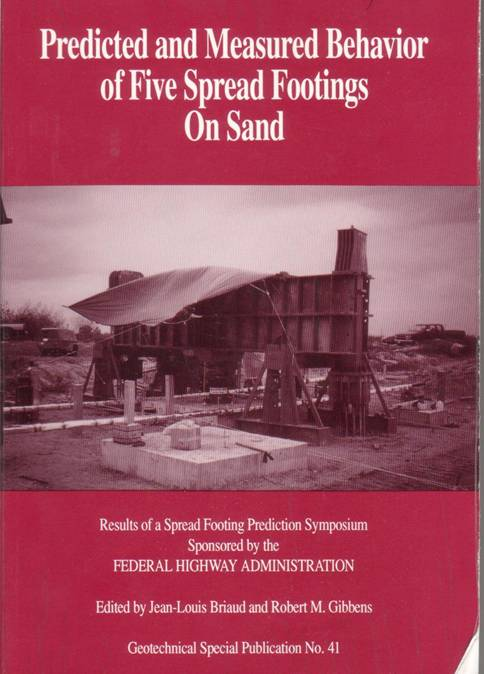 Predicted and Measured Behavior
of Five Spread Footings
On Sand
Results of a Spread Footing Prediction Symposium
Sponsored by the
FEDERAL HIGHWAY ADMINISTRATION
Edited by Jean-Louis Briaud and Robert M. Gibbens
Geotechnical Special Publication No. 41